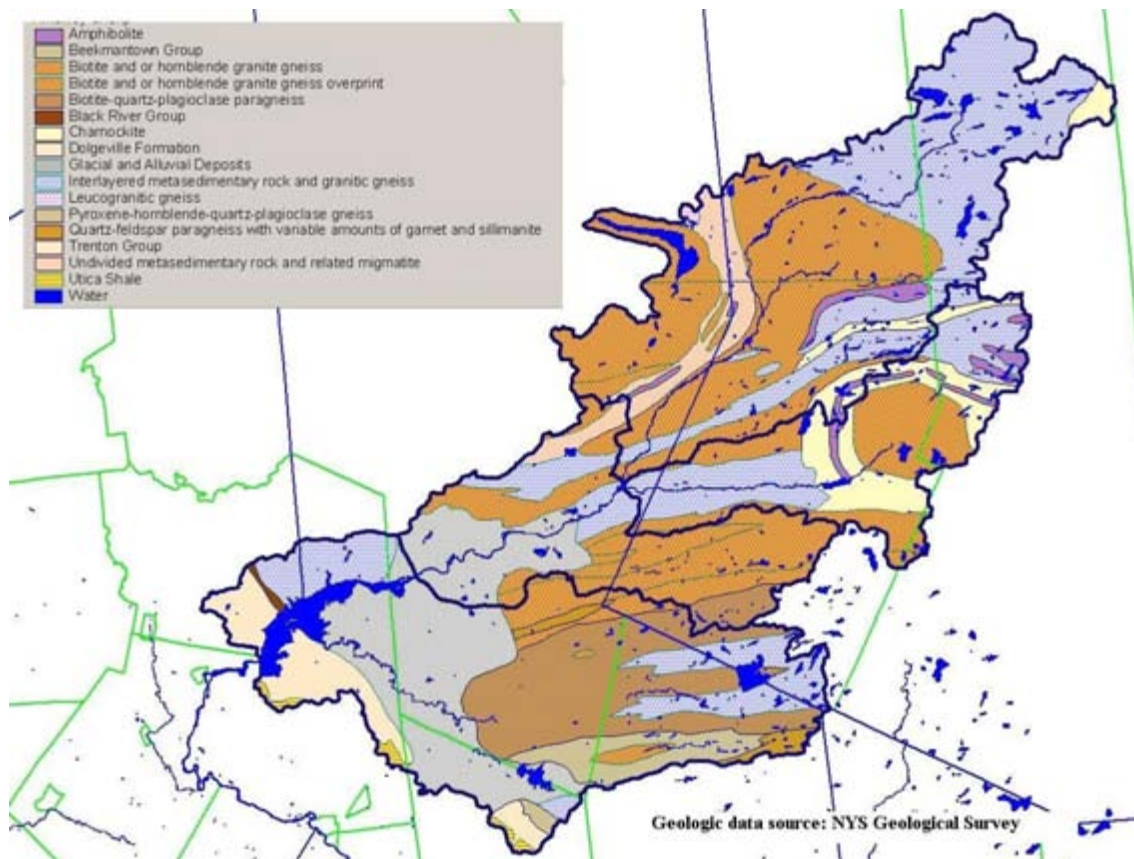 Amphibolite
Beekmantown Group
Biotite and or hornblende granite gneiss
Biotite and or hornblende granite gneiss overprint
Biotite-quartz-plagioclase paragneiss
Black River Group
Charnockite
Dolgeville Formation
Glacial and Alluvial Deposits
Interlayered metasedimentary rock and granitic gneiss
Leucogranitic gneiss
Pyroxene-hornblende-quartz-plagioclase gneiss
Quartz-feldspar paragneiss with variable amounts of garnet and sillimanite
Trenton Group
Undivided metasedimentary rock and related migmatite
Utica Shale
Water
Geologic data source: NYS Geological Survey